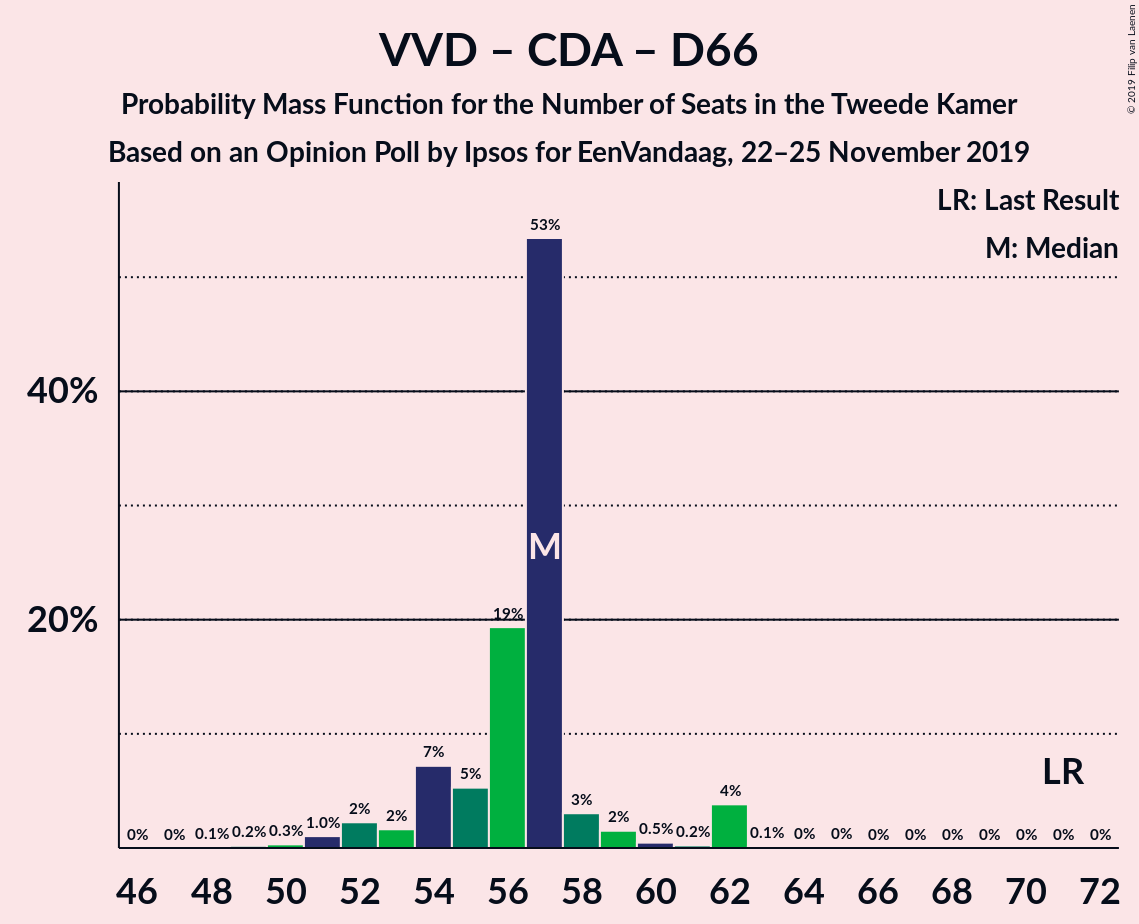 VVD – CDA – D66
Probability Mass Function for the Number of Seats in the Tweede Kamer
Based on an Opinion Poll by Ipsos for EenVandaag, 22–25 November 2019
© 2019 Filip van Laenen
LR: Last Result
M: Median
53%
40%
M
19%
20%
7%
5%
4%
3%
2%
2%
2%
1.0%
0% 0% 0.1% 0.2% 0.3% 0.5% 0.2% 0.1% 0% 0% 0% 0% 0% 0% 0% 0% 0%
LR
46 48 50 52 54 56 58 60 62 64 66 68 70 72